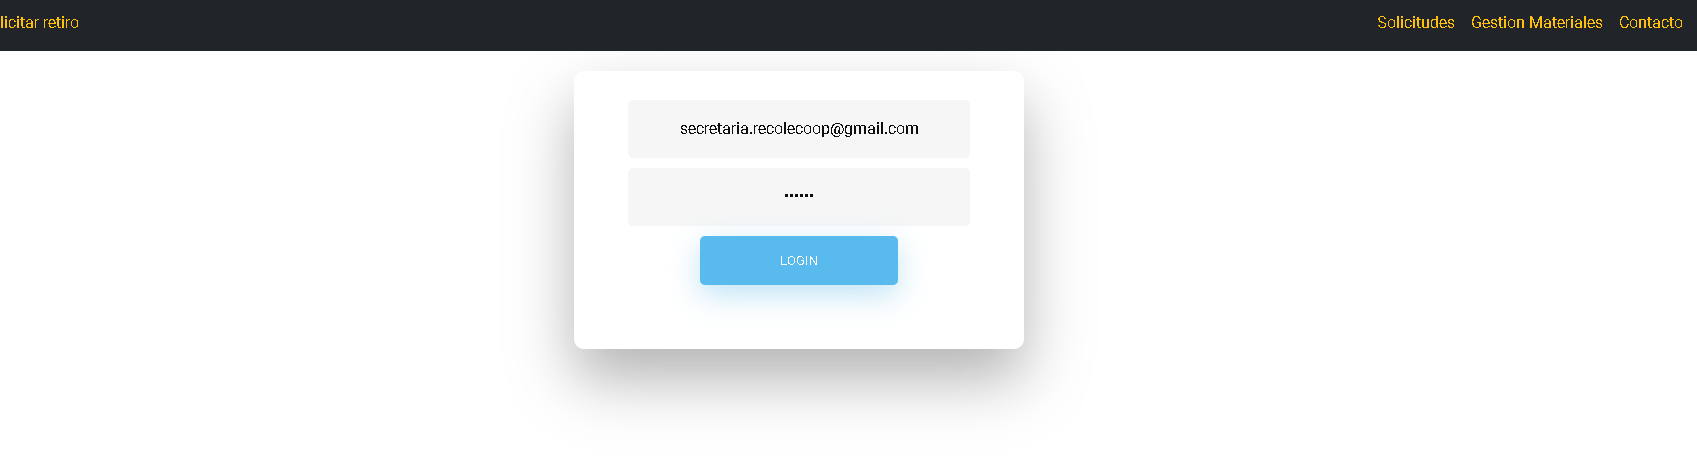 licitar retiro Solicitudes Gestion Materiales Contacto
secretaria.recolecoop@gmail.com
••••••
LOGIN